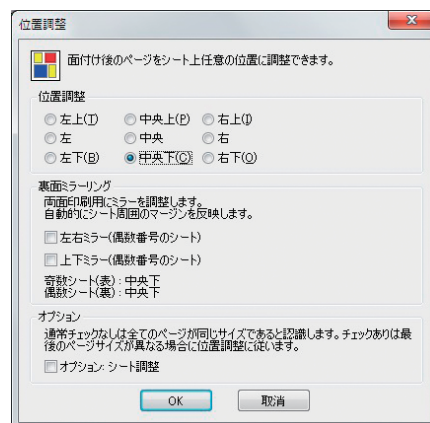 位置調整
面付け後のページをシート上任意の位置に調整できます。
位置調整
左上(T) 中央上(P) 右上(I)
左 中央 右
左下(B) 中央下(C) 右下(O)
裏面ミラーリング
両面印刷用にミラーを調整します。
自動的にシート周囲のマージンを反映します。
左右ミラー(偶数番号のシート)
上下ミラー(偶数番号のシート)
奇数シート(表):中央下
偶数シート(裏):中央下
オプション
通常チェックなしは全てのページが同じサイズであると認識します。チェックありは最
後のページサイズが異なる場合に位置調整に従います。
オプション: シート調整
OK 取消